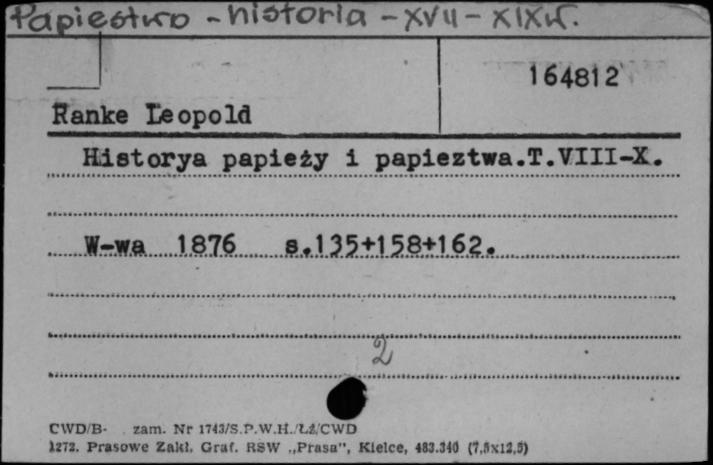 Papiestwo - historia - XVII - XIX w.
164812
Ranke Leopold
Historya papieży i papieztwa.T.VIII-X.
W-wa 1876 s.135+158+162.
2
CWD/B- zam. Nr 1743/S.P.W.H./Łź/CWD
1272. Prasowe Zakł. Graf. RSW „Prasa", Kielce, 483.340 (7,5x12,5)